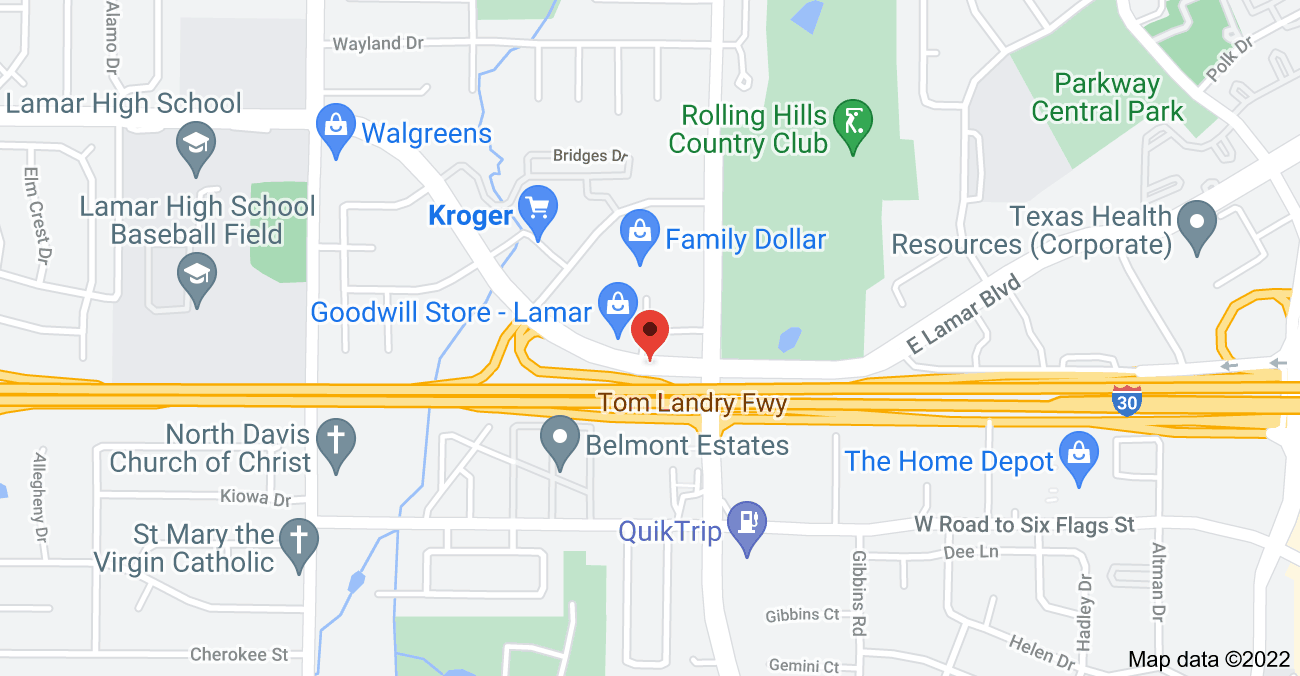 Alamo Dr
Wayland Dr
Polk Dr
Parkway
Central Park
Lamar High School
Walgreens
Rolling Hills
Country Club
Bridges Dr
Elm Crest Dr
Lamar High School
Baseball Field
Kroger
Family Dollar
Texas Health
Resources (Corporate)
Goodwill Store - Lamar
E Lamar Blvd
Tom Landry Fwy
30
North Davis
Church of Christ
Belmont Estates
The Home Depot
Allegheny Dr
Kiowa Dr
St Mary the
Virgin Catholic
QuikTrip
W Road to Six Flags St
Dee Ln
Gibbins Rd
Altman Dr
Hadley Dr
Gibbins Ct
Helen Dr
Cherokee St
Gemini Ct
Map data ©2022